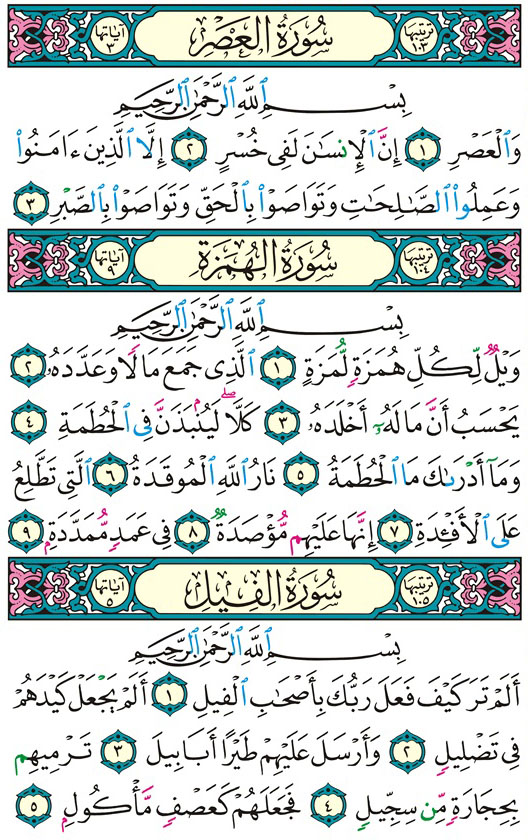 ترتيبها ١٠٣ سُورَةُ العَصْرِ آياتها ٣
بِسْمِ ٱللَّهِ ٱلرَّحْمَٰنِ ٱلرَّحِيمِ
وَٱلْعَصْرِ ١ إِنَّ ٱلْإِنسَٰنَ لَفِى خُسْرٍ ٢ إِلَّا ٱلَّذِينَ ءَامَنُوا۟
وَعَمِلُوا۟ ٱلصَّٰلِحَٰتِ وَتَوَاصَوْا۟ بِٱلْحَقِّ وَتَوَاصَوْا۟ بِٱلصَّبْرِ ٣
ترتيبها ١٠٤ سُورَةُ الهُمَزَةِ آياتها ٩
بِسْمِ ٱللَّهِ ٱلرَّحْمَٰنِ ٱلرَّحِيمِ
وَيْلٌ لِّكُلِّ هُمَزَةٍ لُّمَزَةٍ ١ ٱلَّذِى جَمَعَ مَالًا وَعَدَّدَهُۥ ٢
يَحْسَبُ أَنَّ مَالَهُۥٓ أَخْلَدَهُۥ ٣ كَلَّا ۖ لَيُنۢبَذَنَّ فِى ٱلْحُطَمَةِ ٤
وَمَآ أَدْرَىٰكَ مَا ٱلْحُطَمَةُ ٥ نَارُ ٱللَّهِ ٱلْمُوقَدَةُ ٦ ٱلَّتِى تَطَّلِعُ
عَلَى ٱلْأَفْـِٔدَةِ ٧ إِنَّهَا عَلَيْهِم مُّؤْصَدَةٌ ٨ فِى عَمَدٍ مُّمَدَّدَةٍۭ ٩
ترتيبها ١٠٥ سُورَةُ الفِيلِ آياتها ٥
بِسْمِ ٱللَّهِ ٱلرَّحْمَٰنِ ٱلرَّحِيمِ
أَلَمْ تَرَ كَيْفَ فَعَلَ رَبُّكَ بِأَصْحَٰبِ ٱلْفِيلِ ١ أَلَمْ يَجْعَلْ كَيْدَهُمْ
فِى تَضْلِيلٍ ٢ وَأَرْسَلَ عَلَيْهِمْ طَيْرًا أَبَابِيلَ ٣ تَرْمِيهِم
بِحِجَارَةٍ مِّن سِجِّيلٍ ٤ فَجَعَلَهُمْ كَعَصْفٍ مَّأْكُولٍۭ ٥